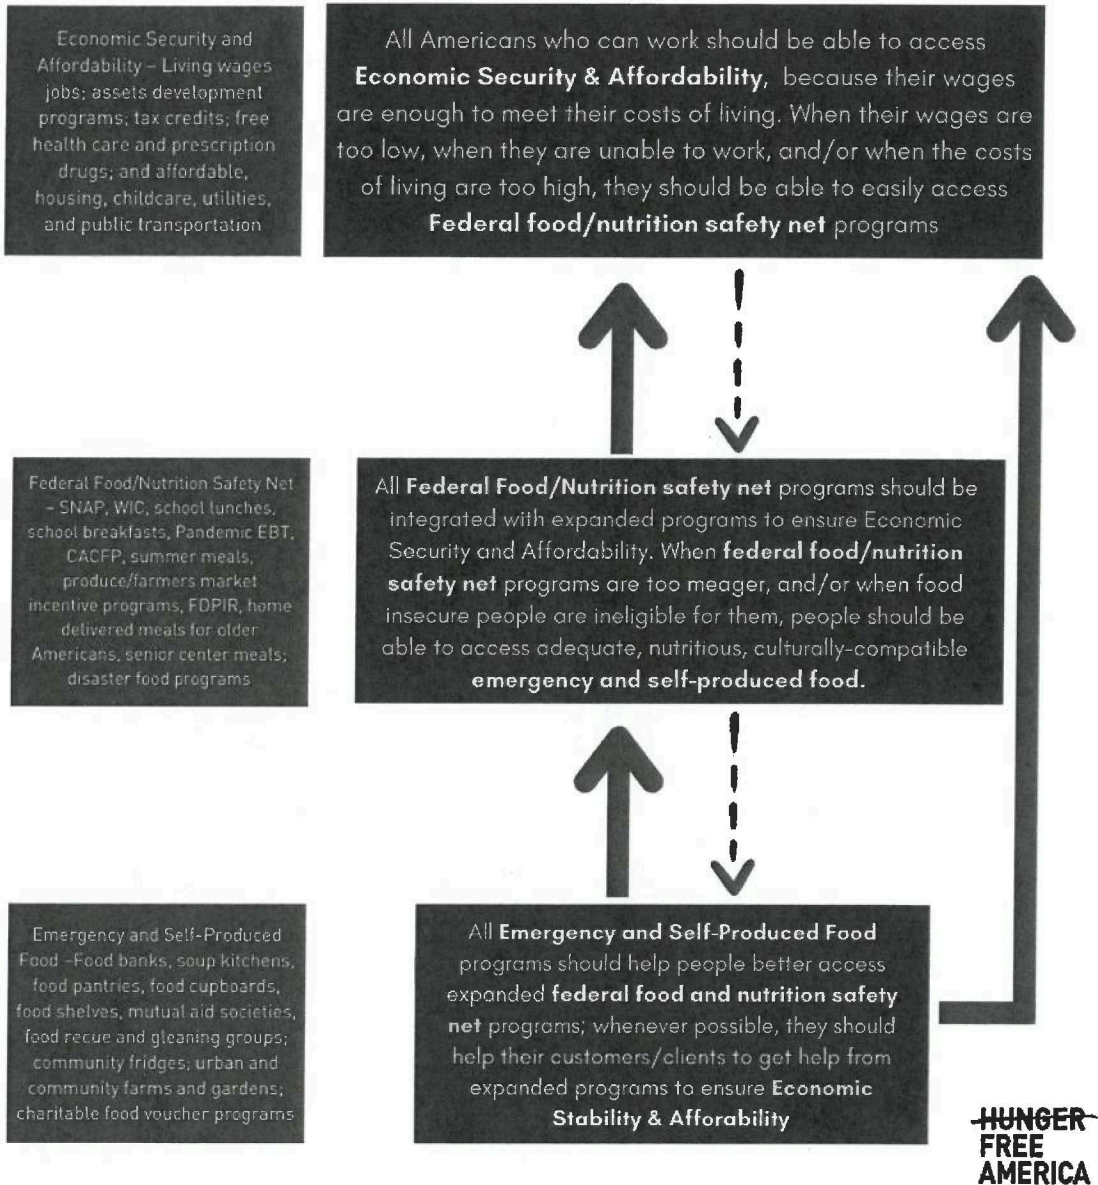 Economic Security and
Affordability – Living wages
jobs; assets development
programs; tax credits; free
health care and prescription
drugs; and affordable,
housing, childcare, utilities,
and public transportation
All Americans who can work should be able to access
Economic Security & Affordability, because their wages
are enough to meet their costs of living. When their wages are
too low, when they are unable to work, and/or when the costs
of living are too high, they should be able to easily access
Federal food/nutrition safety net programs
Federal Food/Nutrition Safety Net
– SNAP, WIC, school lunches,
school breakfasts, Pandemic EBT,
CACFP, summer meals,
produce/farmers market
incentive programs, FDPIR, home
delivered meals for older
Americans, senior center meals;
disaster food programs
All Federal Food/Nutrition safety net programs should be
integrated with expanded programs to ensure Economic
Security and Affordability. When federal food/nutrition
safety net programs are too meager, and/or when food
insecure people are ineligible for them, people should be
able to access adequate, nutritious, culturally-compatible
emergency and self-produced food.
Emergency and Self-Produced
Food –Food banks, soup kitchens,
food pantries, food cupboards,
food shelves, mutual aid societies,
food recue and gleaning groups;
community fridges; urban and
community farms and gardens;
charitable food voucher programs
All Emergency and Self-Produced Food
programs should help people better access
expanded federal food and nutrition safety
net programs; whenever possible, they should
help their customers/clients to get help from
expanded programs to ensure Economic
Stability & Afforability
HUNGER
FREE
AMERICA